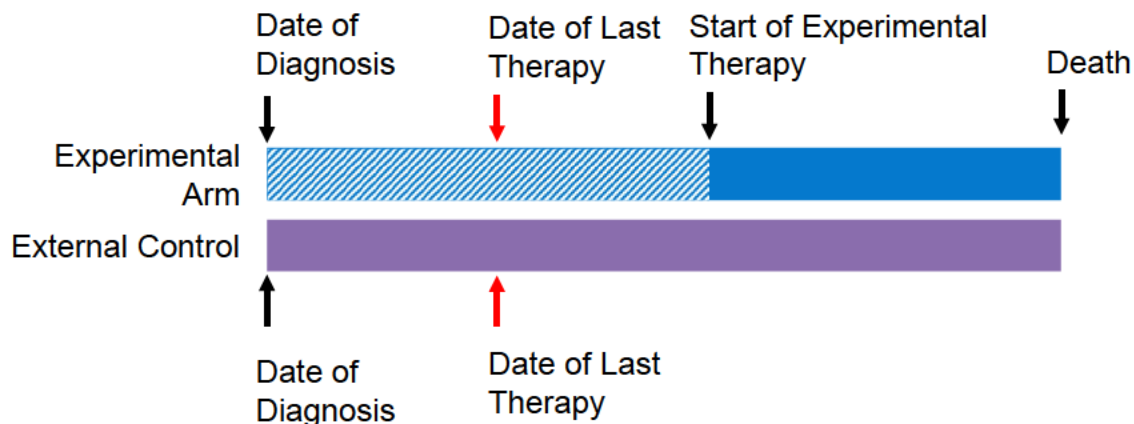 Date of
Diagnosis
Date of Last
Therapy
Start of Experimental
Therapy
Death
Experimental
Arm
External Control
Date of
Diagnosis
Date of Last
Therapy